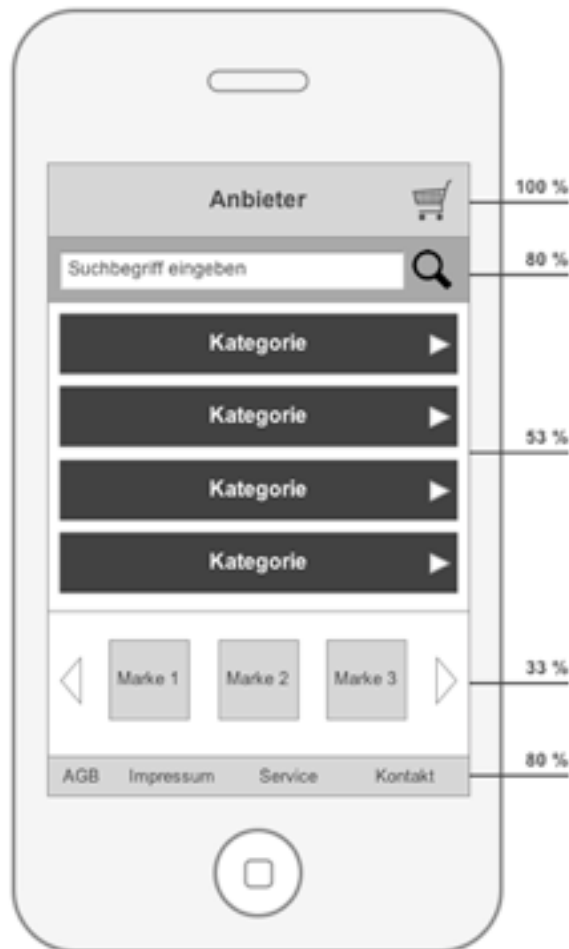 Anbieter
100 %
Suchbegriff eingeben
80 %
Kategorie
Kategorie
53 %
Kategorie
Kategorie
Marke 1 Marke 2 Marke 3
33 %
AGB Impressum Service Kontakt
80 %